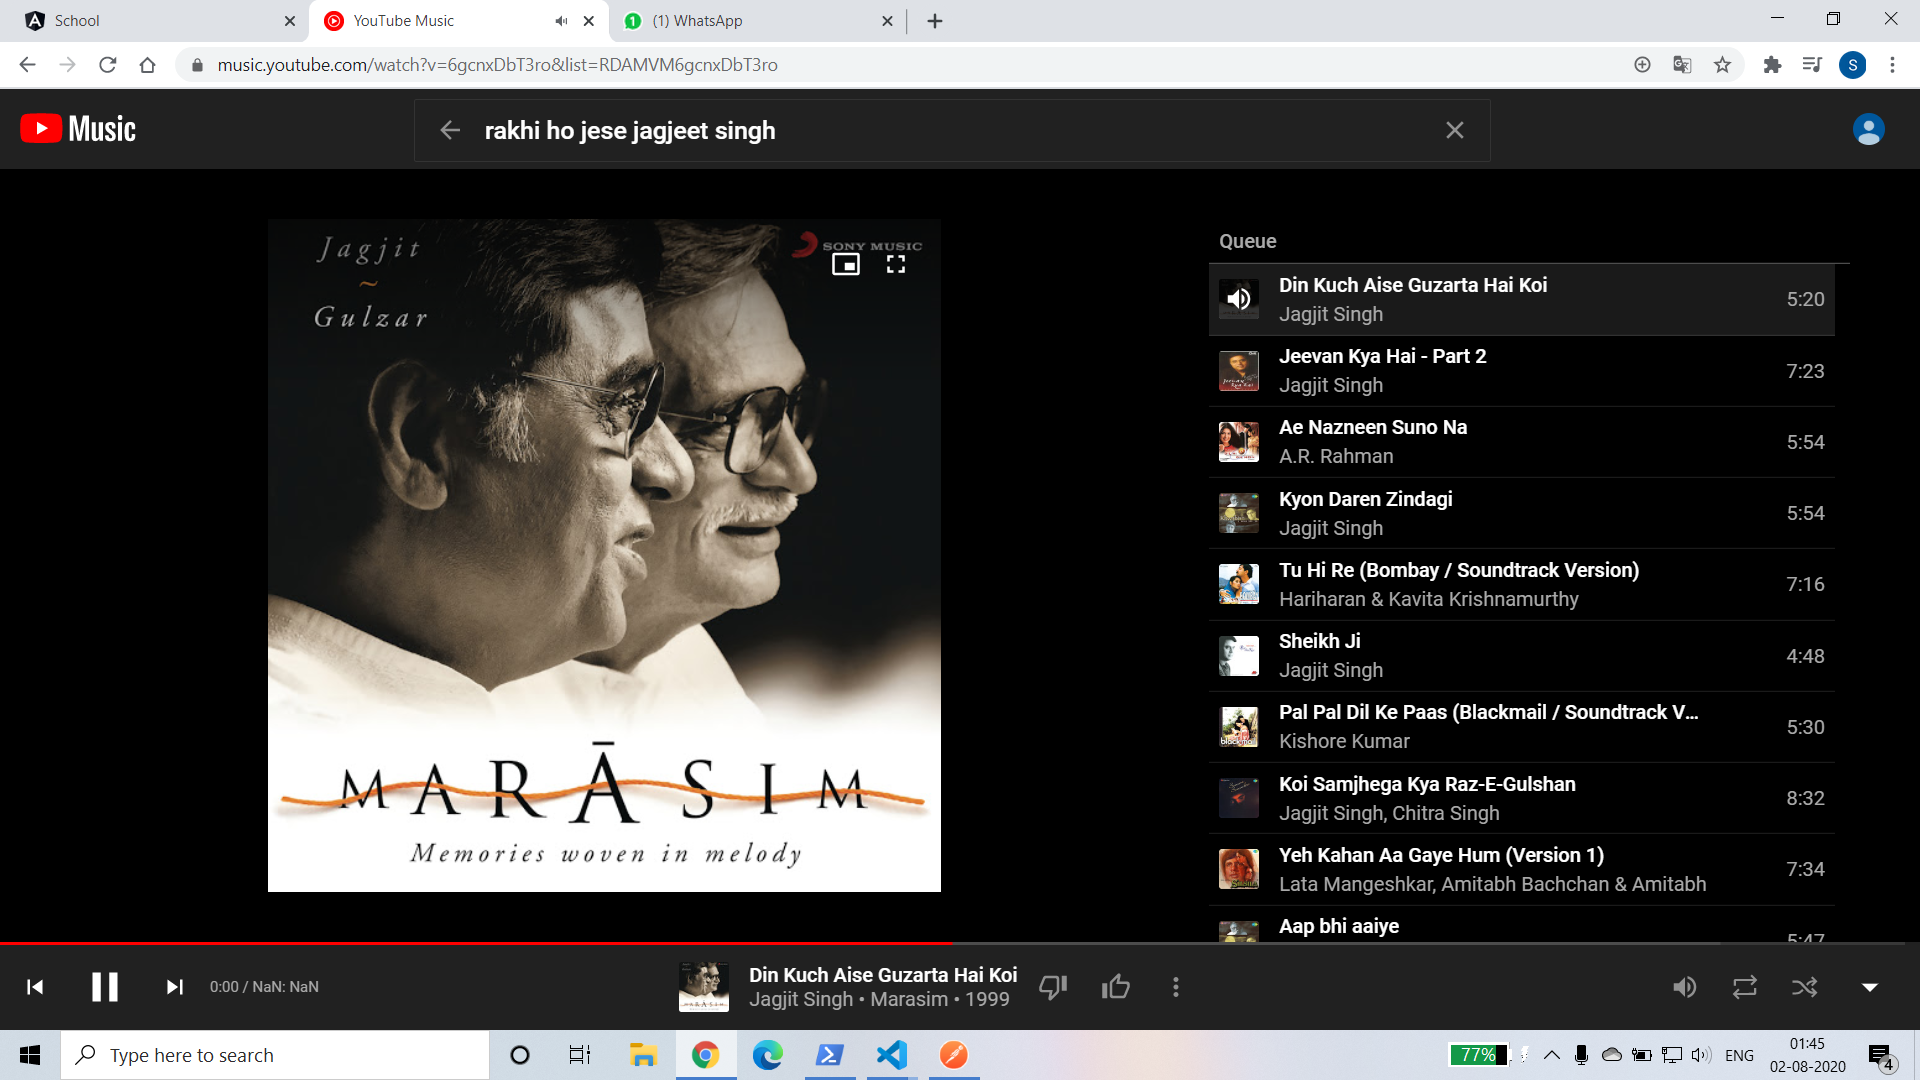 School
YouTube Music
(1) WhatsApp
music.youtube.com/watch?v=6gcnxDbT3ro&list=RDAMVM6gcnxDbT3ro
S
Music
rakhi ho jese jagjeet singh
Jagjit
~
Gulzar
SONY MUSIC
MARĀSIM
Memories woven in melody
Queue
Din Kuch Aise Guzarta Hai Koi
Jagjit Singh
5:20
Jeevan Kya Hai - Part 2
Jagjit Singh
7:23
Ae Nazneen Suno Na
A.R. Rahman
5:54
Kyon Daren Zindagi
Jagjit Singh
5:54
Tu Hi Re (Bombay / Soundtrack Version)
Hariharan & Kavita Krishnamurthy
7:16
Sheikh Ji
Jagjit Singh
4:48
Pal Pal Dil Ke Paas (Blackmail / Soundtrack V...
Kishore Kumar
5:30
Koi Samjhega Kya Raz-E-Gulshan
Jagjit Singh, Chitra Singh
8:32
Yeh Kahan Aa Gaye Hum (Version 1)
Lata Mangeshkar, Amitabh Bachchan & Amitabh
7:34
Aap bhi aaiye
5:47
0:00 / NaN: NaN
Din Kuch Aise Guzarta Hai Koi
Jagjit Singh • Marasim • 1999
Type here to search
77%
ENG
01:45
02-08-2020
4